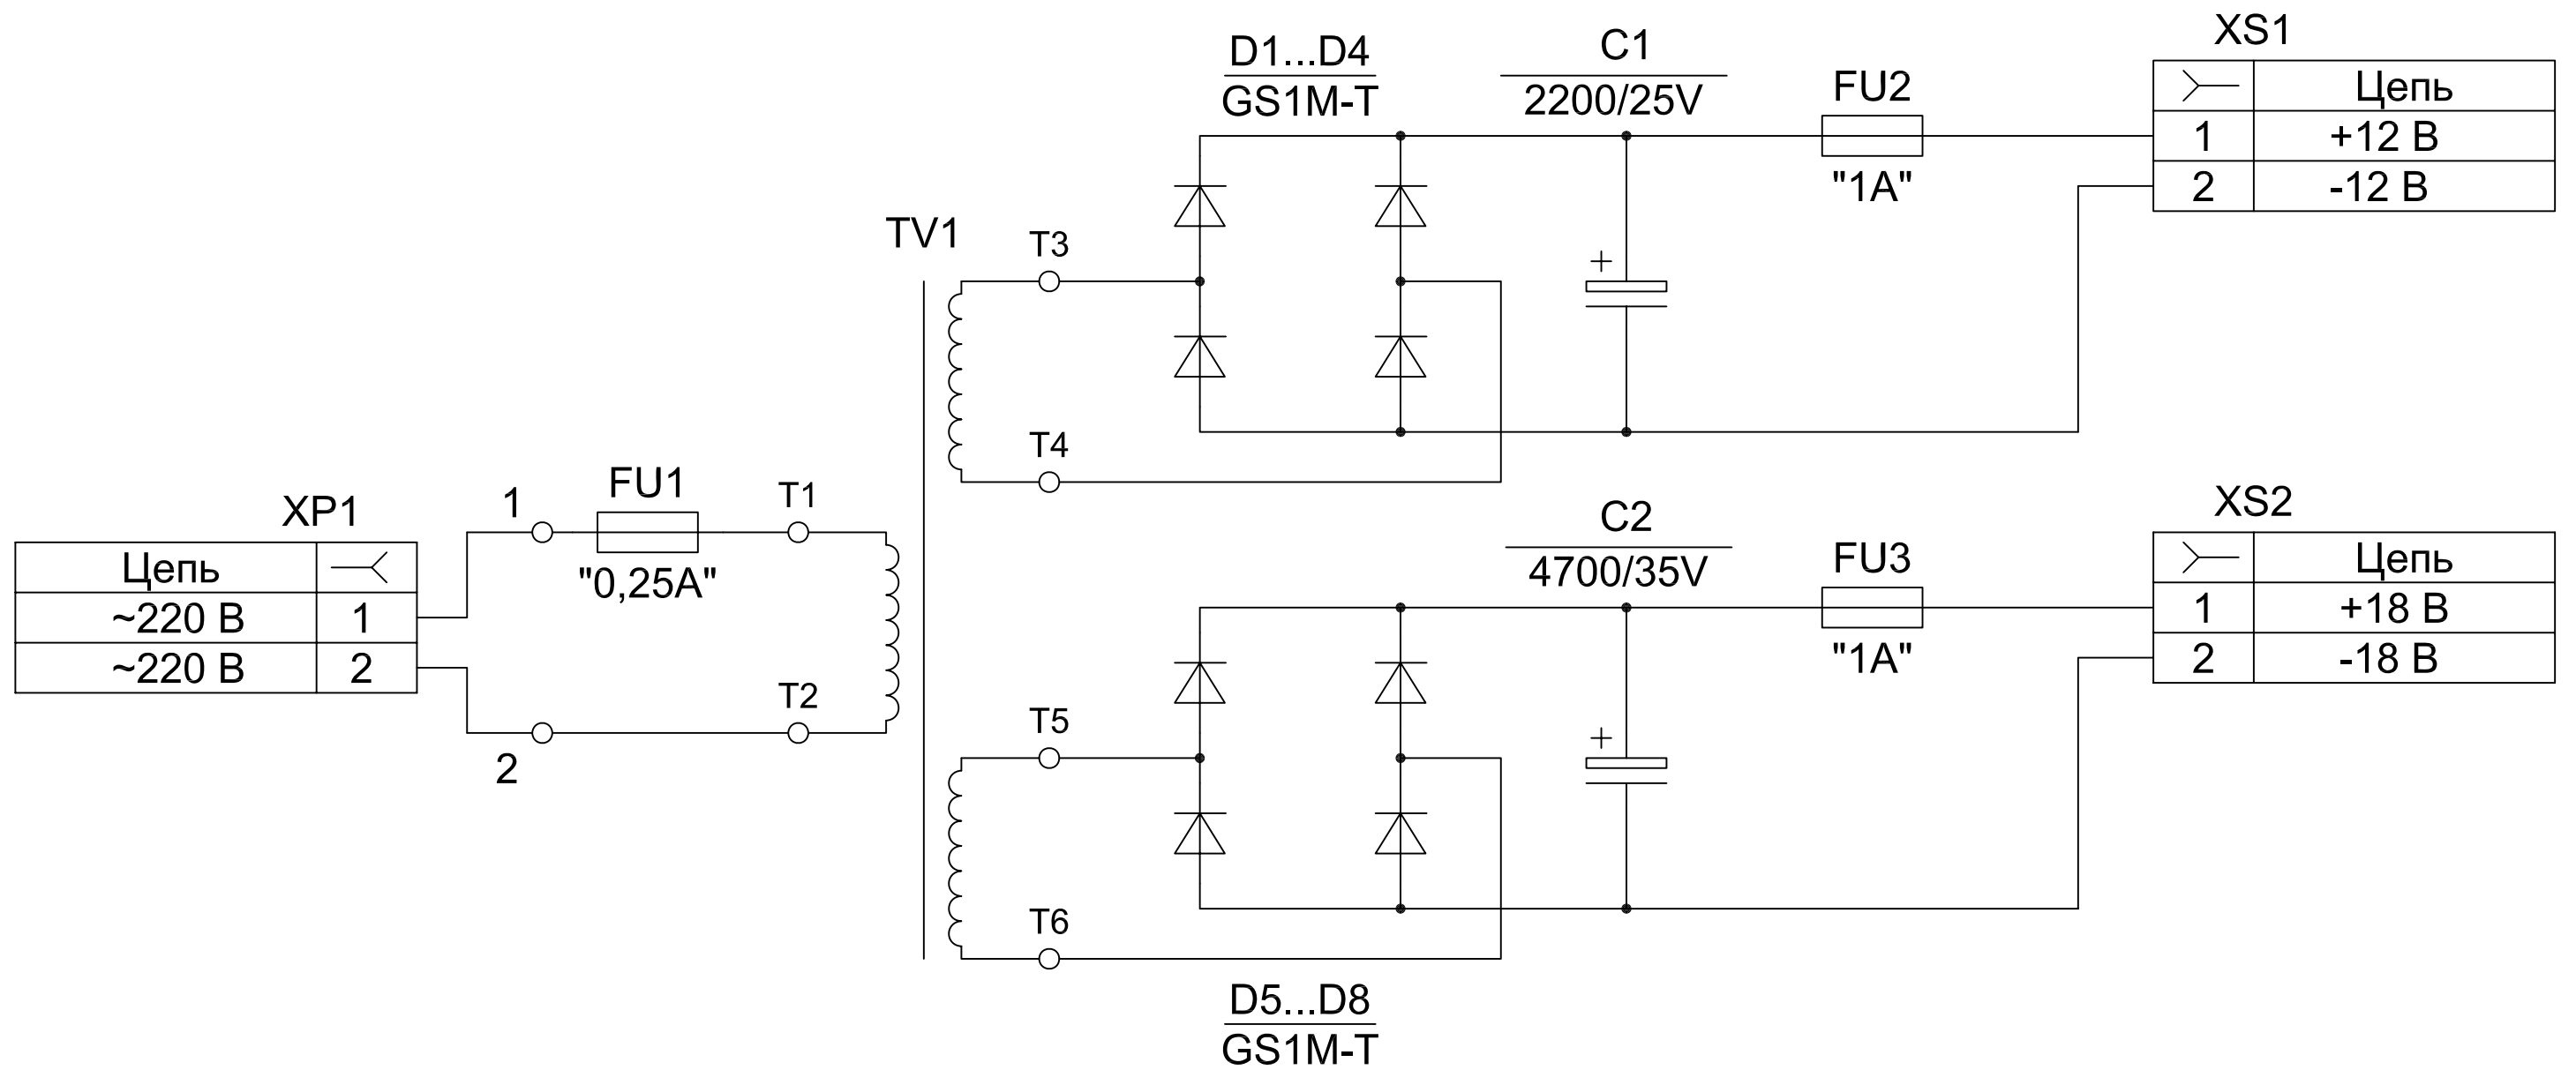 D1...D4
GS1M-T
C1
2200/25V
FU2
"1A"
XS1
Цепь
1 +12 В
2 -12 В
TV1
T3
T4
XP1
Цепь
~220 В 1
~220 В 2
1
FU1
"0,25A"
T1
T2
2
C2
4700/35V
FU3
"1A"
XS2
Цепь
1 +18 В
2 -18 В
T5
T6
D5...D8
GS1M-T
+
+